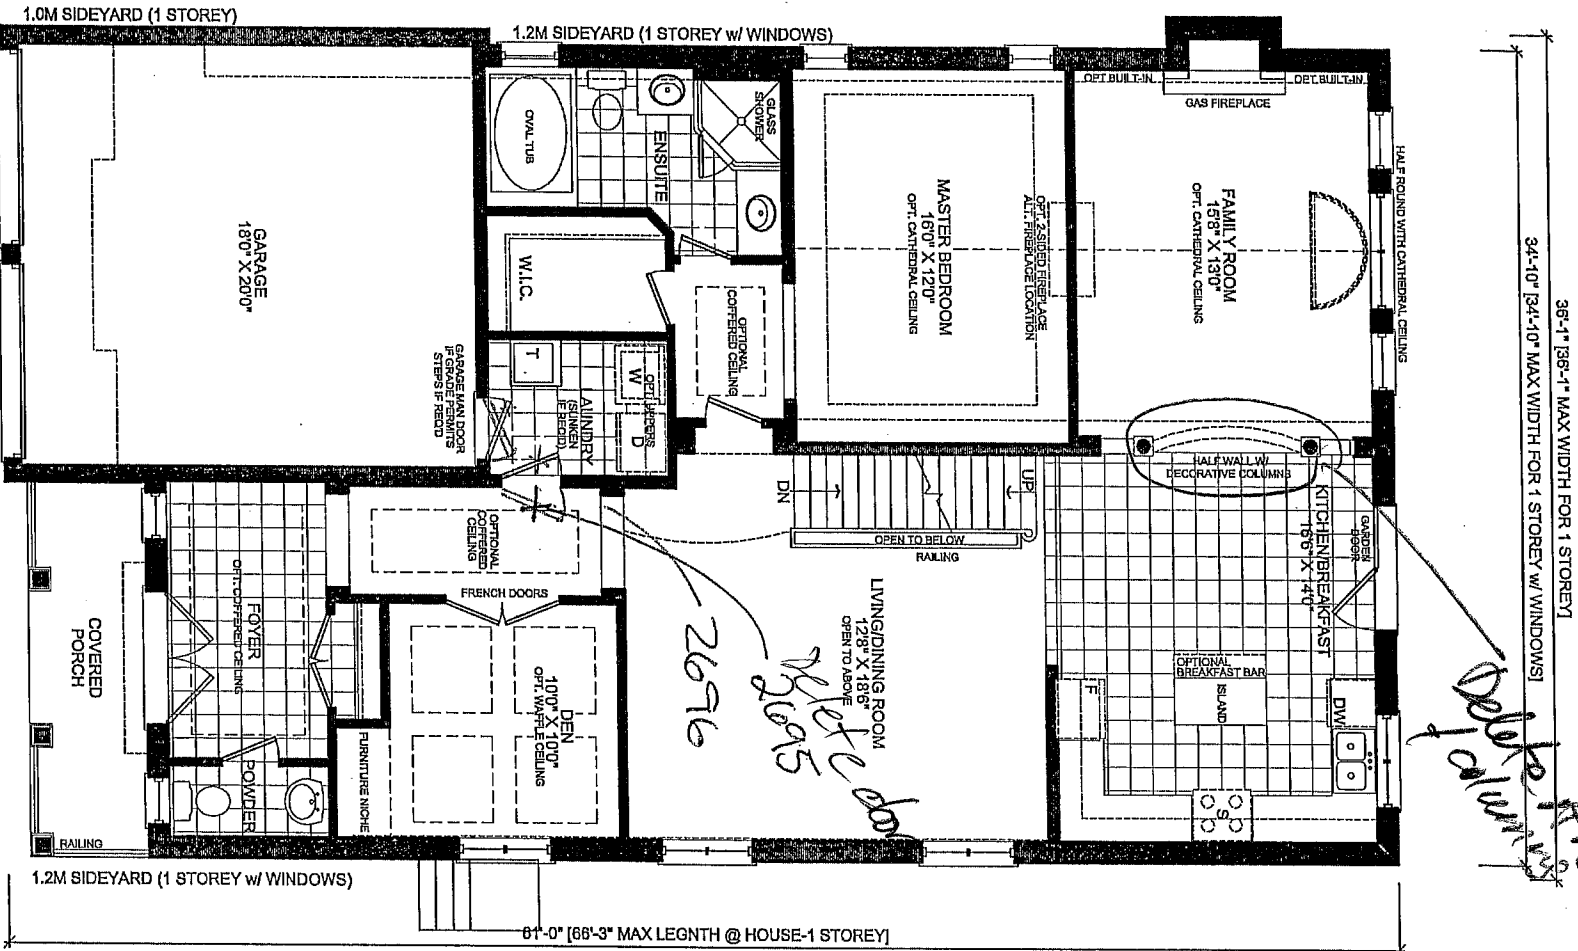 1.0M SIDEYARD (1 STOREY)
1.2M SIDEYARD (1 STOREY w/ WINDOWS)
OPT.BUILT-IN
OPT.BUILT-IN
GAS FIREPLACE
OVAL TUB
GLASS
SHOWER
ENSUITE
MASTER BEDROOM
16'0" X 12'0"
OPT. CATHEDRAL CEILING
OPT. 2-SIDED FIREPLACE
ALT. FIREPLACE LOCATION
FAMILY ROOM
15'8" X 13'0"
OPT. CATHEDRAL CEILING
HALF ROUND WITH CATHEDRAL CEILING
36'-1" [36'-1" MAX WIDTH FOR 1 STOREY]
34'-10" [34'-10" MAX WIDTH FOR 1 STOREY w/ WINDOWS]
GARAGE
18'0" X 20'0"
W.I.C.
OPTIONAL
COFFERED CEILING
GARAGE MAN DOOR
IF GRADE PERMITS
STEPS IF REQ'D
T
W
D
OPT. UPPERS
LAUNDRY
(SUNKEN
IF REQ'D)
HALF WALL W/
DECORATIVE COLUMNS
DN
UP
OPEN TO BELOW
RAILING
KITCHEN/BREAKFAST
GARDEN
DOOR
OPTIONAL
COFFERED
CEILING
FRENCH DOORS
LIVING/DINING ROOM
12'8" X 18'6"
OPEN TO ABOVE
2696
delete door
2695
Delete
columns
OPTIONAL
BREAKFAST BAR
ISLAND
F
DW
S
COVERED
PORCH
FOYER
OPT. COFFERED CEILING
DEN
10'0" X 10'0"
OPT. WAFFLE CEILING
FURNITURE NICHE
POWDER
RAILING
1.2M SIDEYARD (1 STOREY w/ WINDOWS)
61'-0" [66'-3" MAX LEGNTH @ HOUSE-1 STOREY]